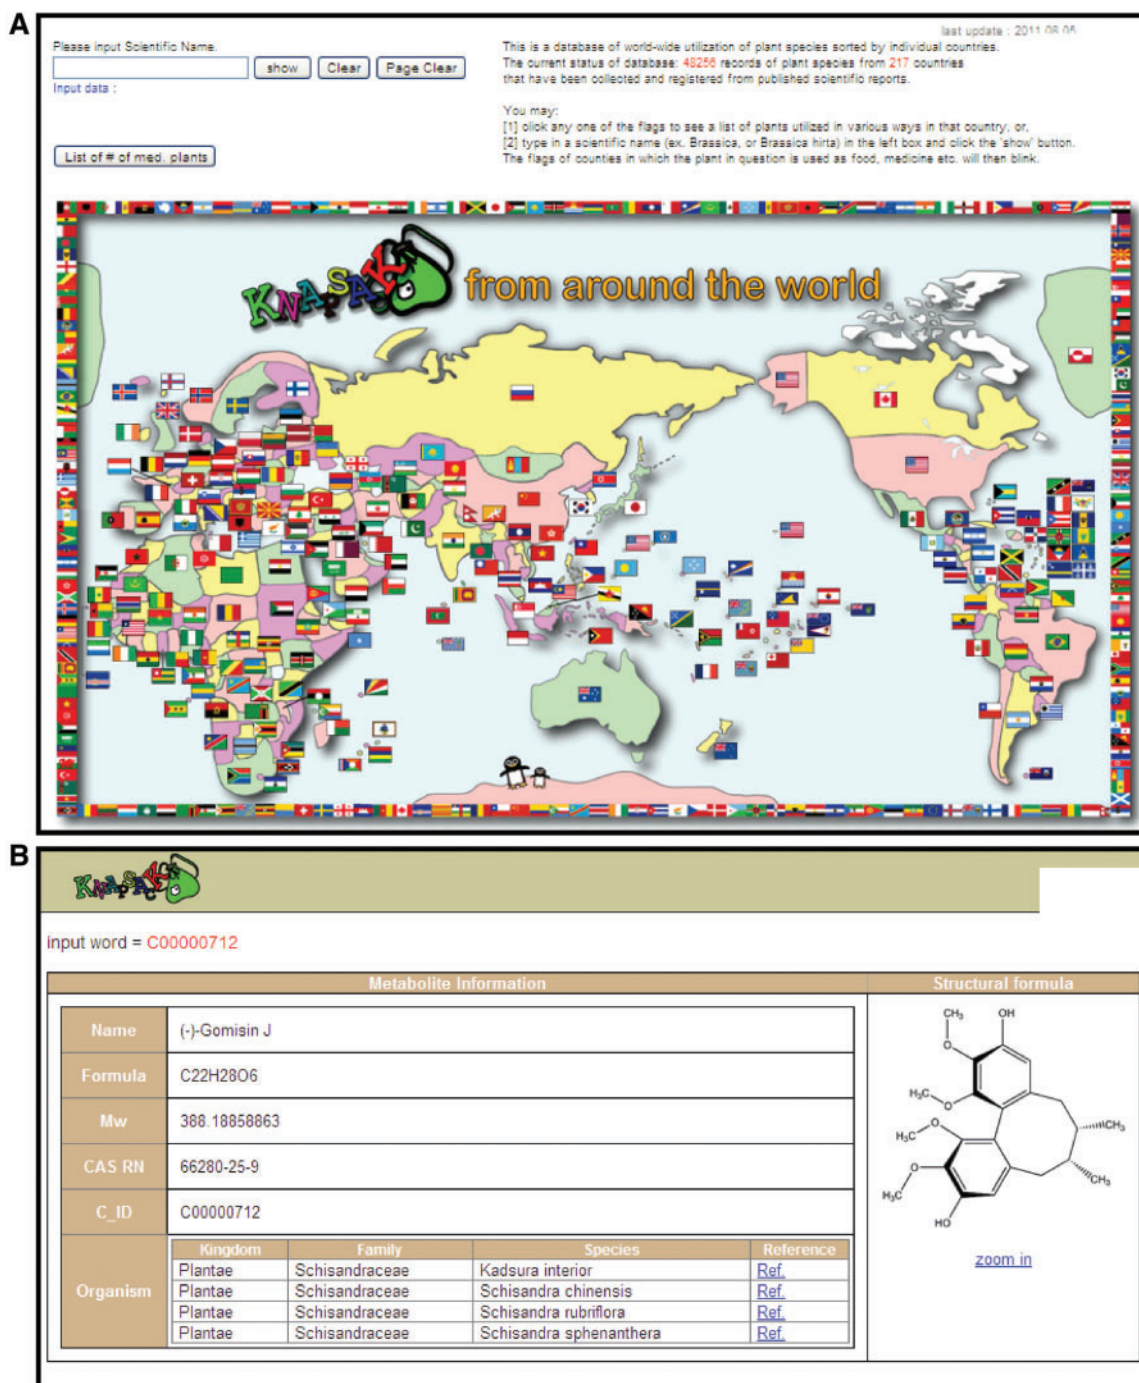 A
last update : 2011.08.05
Please input Scientific Name.
show Clear Page Clear
Input data :
List of # of med. plants
This is a database of world-wide utilization of plant species sorted by individual countries.
The current status of database: 48256 records of plant species from 217 countries
that have been collected and registered from published scientific reports.
You may:
[1] click any one of the flags to see a list of plants utilized in various ways in that country, or,
[2] type in a scientific name (ex. Brassica, or Brassica hirta) in the left box and click the 'show' button.
The flags of counties in which the plant in question is used as food, medicine etc. will then blink.
KNApSAcK from around the world
B
KNApSAcK
input word = C00000712
Metabolite Information Structural formula
Name (-)-Gomisin J
Formula C22H28O6
Mw 388.18858863
CAS RN 66280-25-9
C_ID C00000712
Organism
Kingdom Family Species Reference
Plantae Schisandraceae Kadsura interior Ref.
Plantae Schisandraceae Schisandra chinensis Ref.
Plantae Schisandraceae Schisandra rubriflora Ref.
Plantae Schisandraceae Schisandra sphenanthera Ref.
CH₃ OH
O
H₃C O
H₃C O
O
H₃C
HO
CH₃
CH₃
zoom in